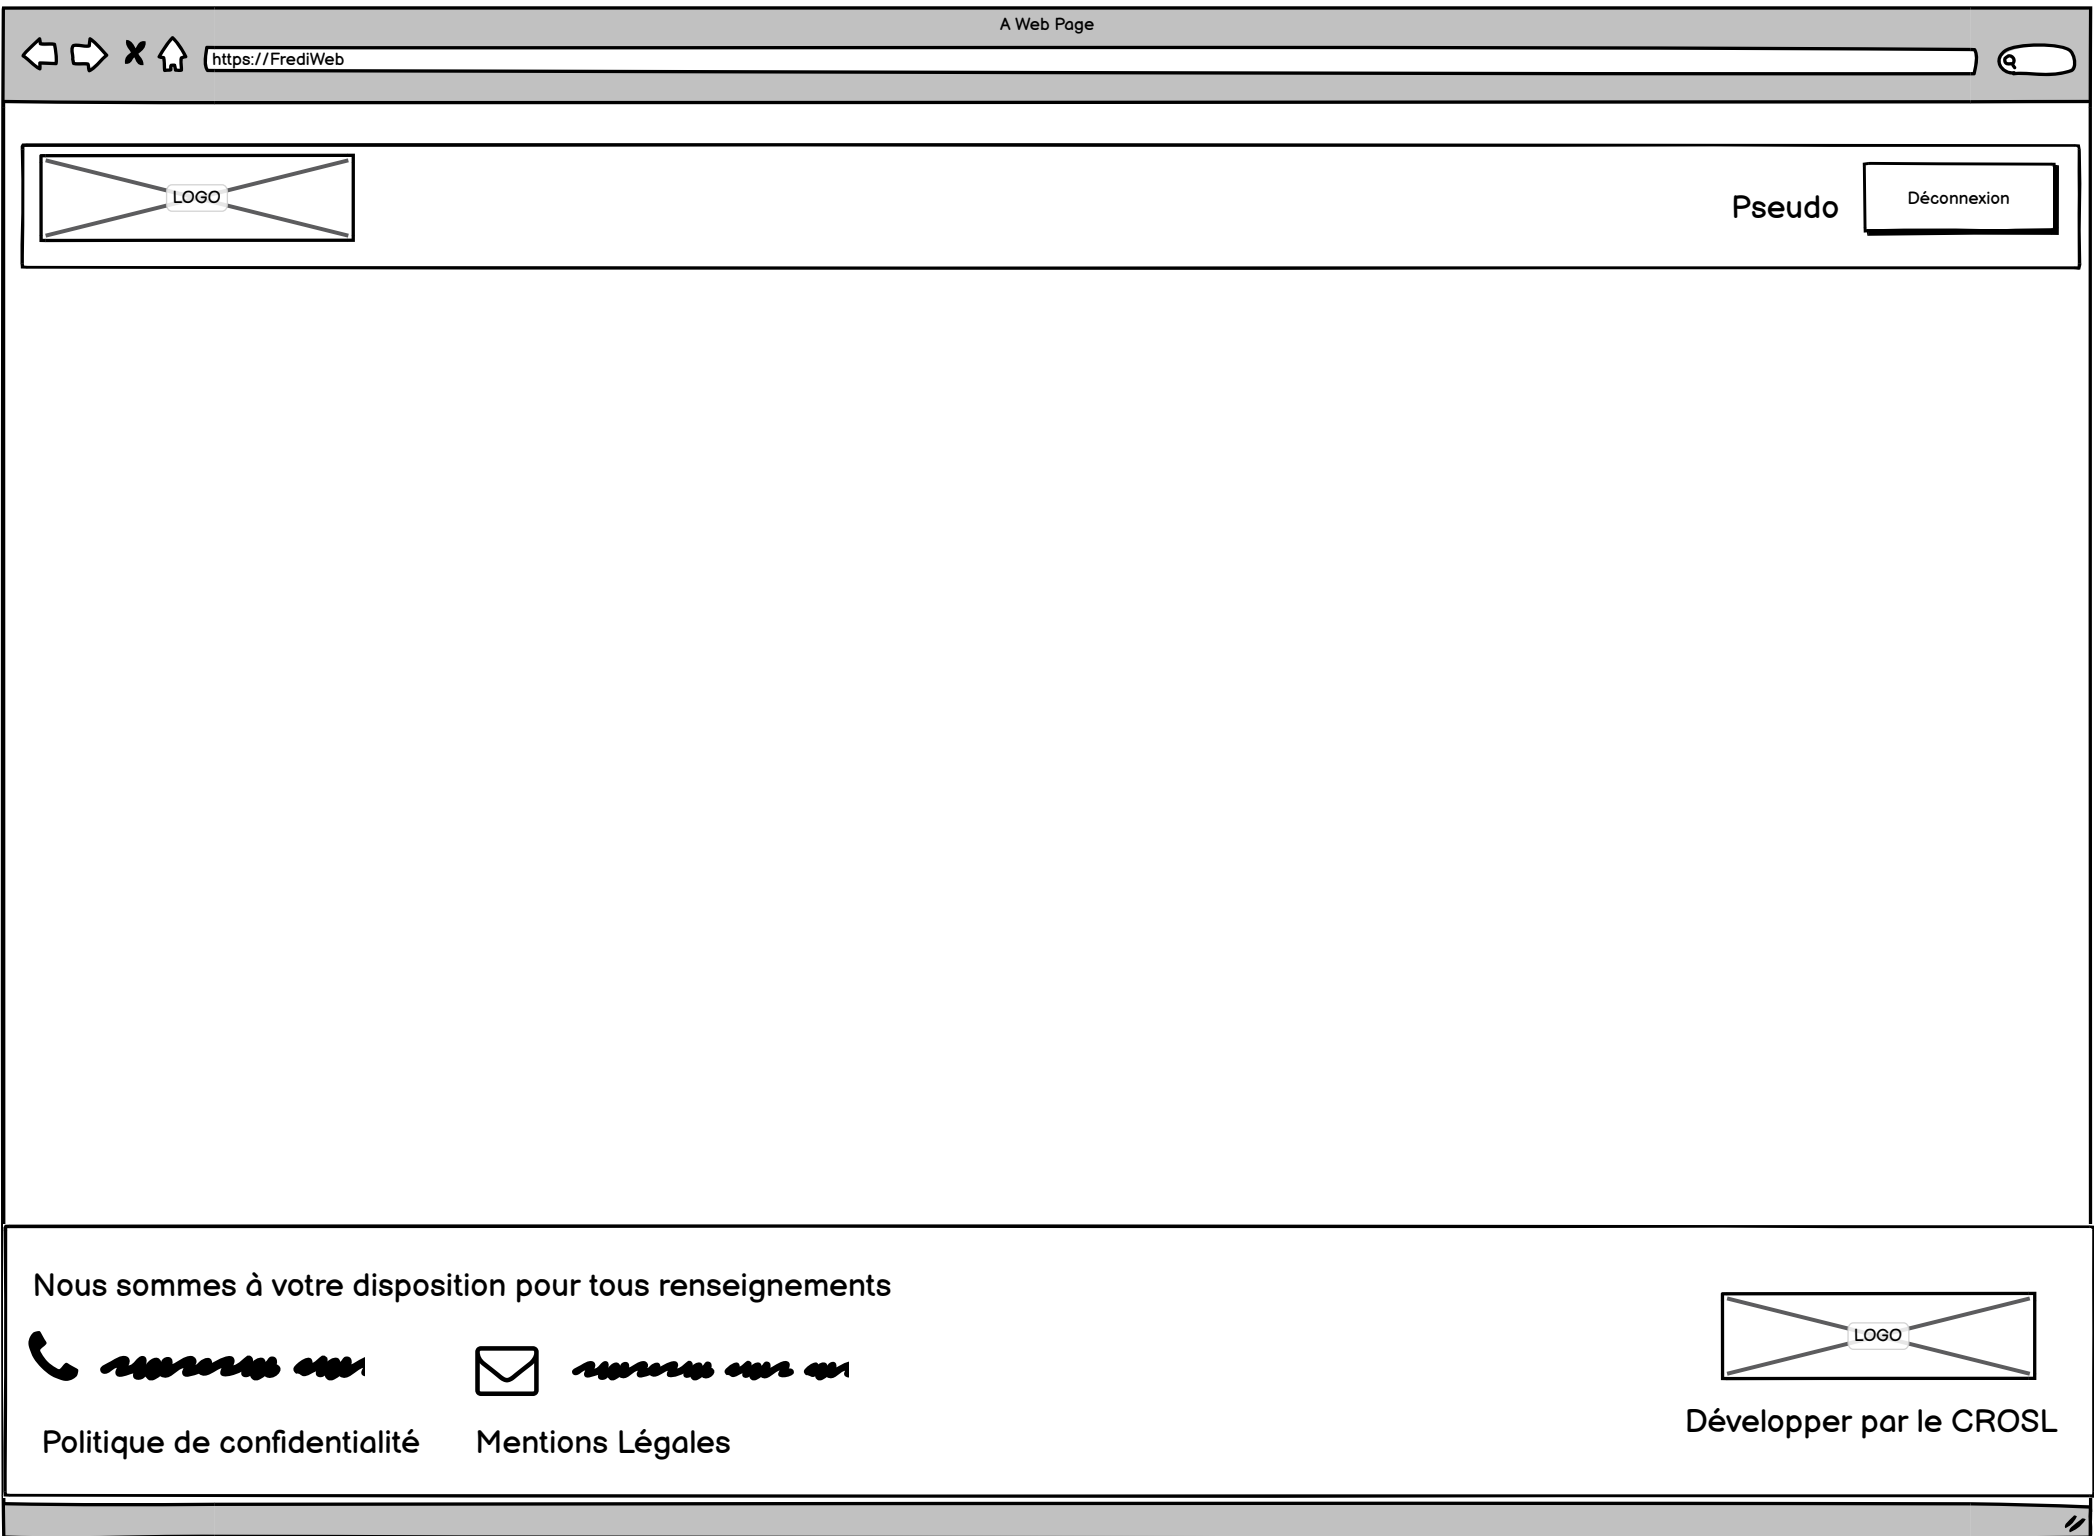 A Web Page
https://FrediWeb
LOGO
Pseudo
Déconnexion
Nous sommes à votre disposition pour tous renseignements
LOGO
Développer par le CROSL
Politique de confidentialité
Mentions Légales